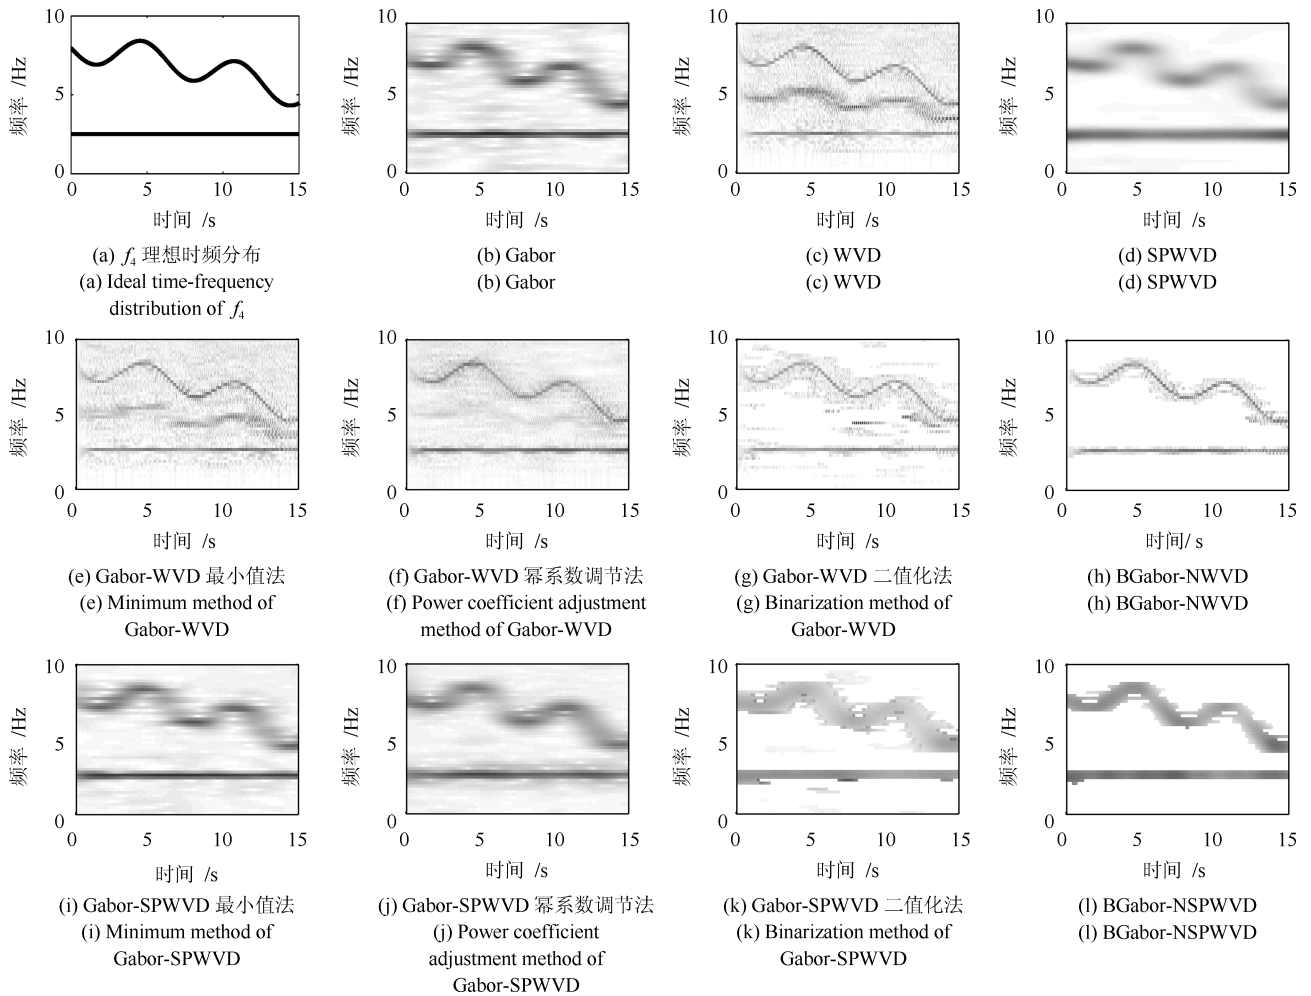 10
5
0
频率 /Hz
0 5 10 15
时间 /s
(a) f4 理想时频分布
(a) Ideal time-frequency
distribution of f4
10
5
0
频率 /Hz
0 5 10 15
时间 /s
(b) Gabor
(b) Gabor
10
5
0
频率 /Hz
0 5 10 15
时间 /s
(c) WVD
(c) WVD
10
5
0
频率 /Hz
0 5 10 15
时间 /s
(d) SPWVD
(d) SPWVD
10
5
0
频率 /Hz
0 5 10 15
时间 /s
(e) Gabor-WVD 最小值法
(e) Minimum method of
Gabor-WVD
10
5
0
频率 /Hz
0 5 10 15
时间 /s
(f) Gabor-WVD 幂系数调节法
(f) Power coefficient adjustment
method of Gabor-WVD
10
5
0
频率 /Hz
0 5 10 15
时间 /s
(g) Gabor-WVD 二值化法
(g) Binarization method of
Gabor-WVD
10
5
0
频率 /Hz
0 5 10 15
时间/ s
(h) BGabor-NWVD
(h) BGabor-NWVD
10
5
0
频率 /Hz
0 5 10 15
时间 /s
(i) Gabor-SPWVD 最小值法
(i) Minimum method of
Gabor-SPWVD
10
5
0
频率 /Hz
0 5 10 15
时间 /s
(j) Gabor-SPWVD 幂系数调节法
(j) Power coefficient
adjustment method of
Gabor-SPWVD
10
5
0
频率 /Hz
0 5 10 15
时间 /s
(k) Gabor-SPWVD 二值化法
(k) Binarization method of
Gabor-SPWVD
10
5
0
频率 /Hz
0 5 10 15
时间 /s
(l) BGabor-NSPWVD
(l) BGabor-NSPWVD